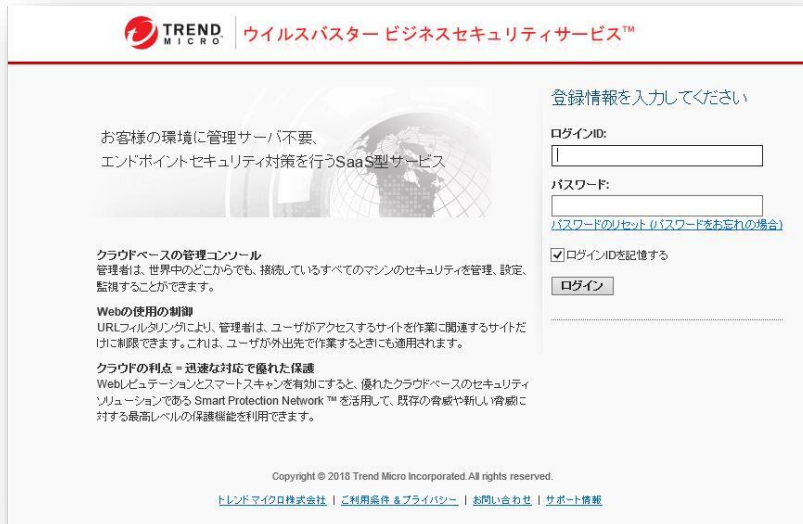 TREND MICRO ウイルスバスター ビジネスセキュリティサービス™
お客様の環境に管理サーバ不要、
エンドポイントセキュリティ対策を行うSaaS型サービス
クラウドベースの管理コンソール
管理者は、世界中のどこからでも、接続しているすべてのマシンのセキュリティを管理、設定、
監視することができます。
Webの使用の制御
URLフィルタリングにより、管理者は、ユーザがアクセスするサイトを作業に関連するサイトだ
けに制限できます。これは、ユーザが外出先で作業するときにも適用されます。
クラウドの利点 = 迅速な対応で優れた保護
Webレピュテーションとスマートスキャンを有効にすると、優れたクラウドベースのセキュリティ
ソリューションである Smart Protection Network ™ を活用して、既存の脅威や新しい脅威に
対する最高レベルの保護機能を利用できます。
登録情報を入力してください
ログインID:
パスワード:
パスワードのリセット (パスワードをお忘れの場合)
ログインIDを記憶する
ログイン
Copyright © 2018 Trend Micro Incorporated. All rights reserved.
トレンドマイクロ株式会社 | ご利用条件 & プライバシー | お問い合わせ | サポート情報